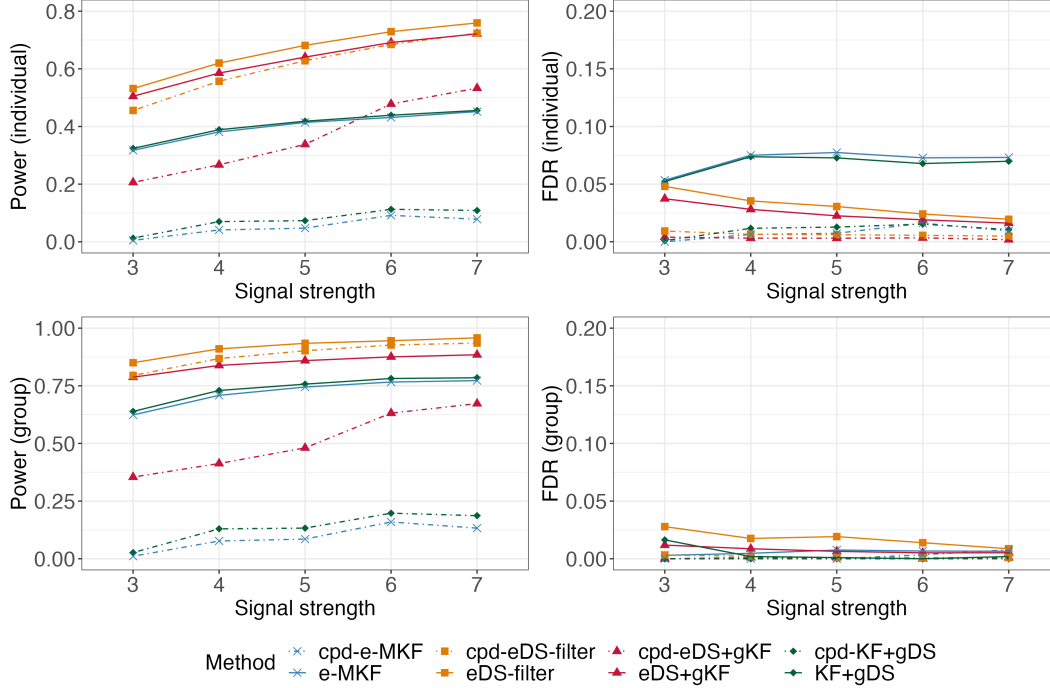 Power (individual)
0.8
0.6
0.4
0.2
0.0
3 4 5 6 7
Signal strength
FDR (individual)
0.20
0.15
0.10
0.05
0.00
3 4 5 6 7
Signal strength
Power (group)
1.00
0.75
0.50
0.25
0.00
3 4 5 6 7
Signal strength
FDR (group)
0.20
0.15
0.10
0.05
0.00
3 4 5 6 7
Signal strength
Method
cpd-e-MKF cpd-eDS-filter cpd-eDS+gKF cpd-KF+gDS
e-MKF eDS-filter eDS+gKF KF+gDS